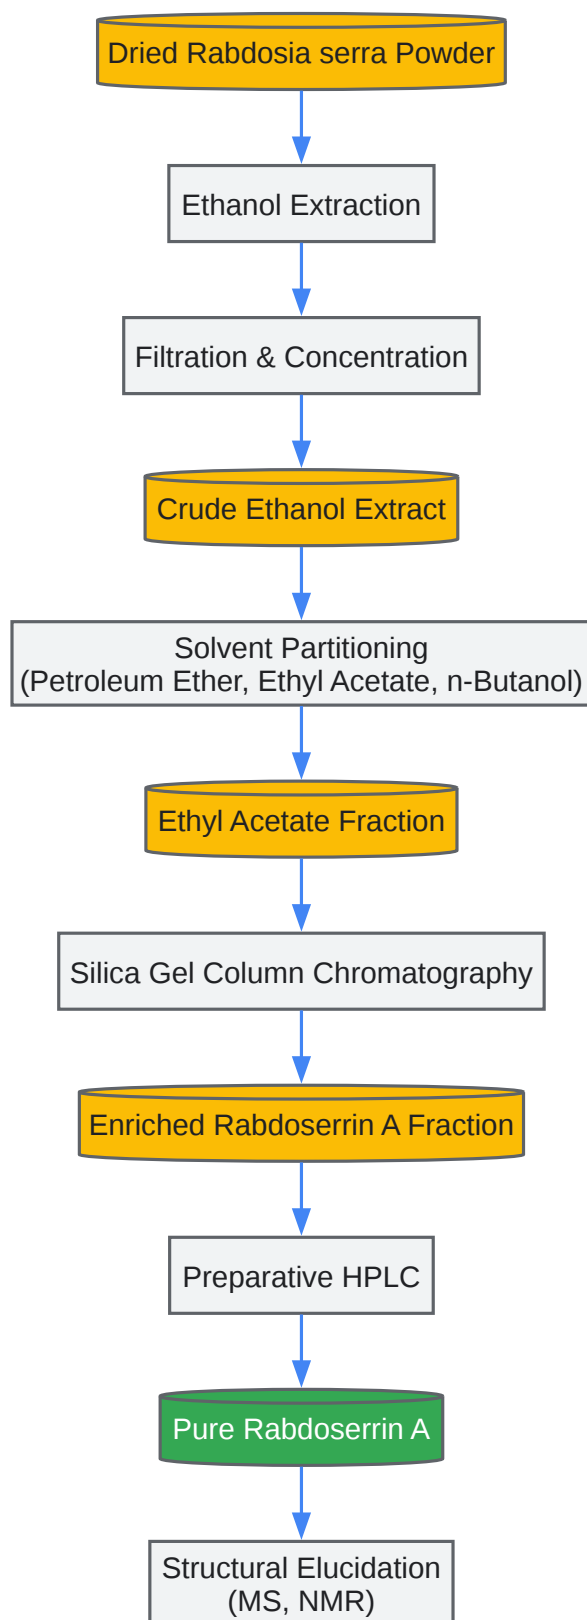 Dried Rabdosia serra Powder
Ethanol Extraction
Filtration & Concentration
Crude Ethanol Extract
Solvent Partitioning
(Petroleum Ether, Ethyl Acetate, n-Butanol)
Ethyl Acetate Fraction
Silica Gel Column Chromatography
Enriched Rabdoserrin A Fraction
Preparative HPLC
Pure Rabdoserrin A
Structural Elucidation
(MS, NMR)